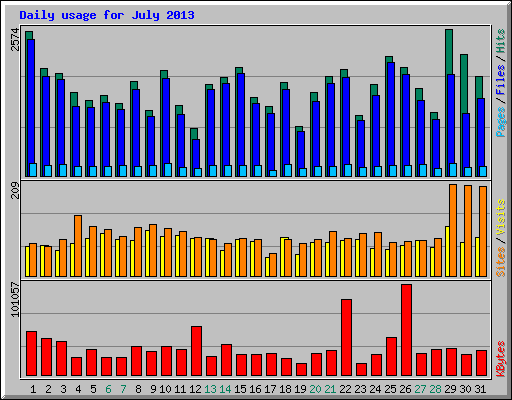 Daily usage for July 2013
2574
Pages / Files / Hits
209
Sites / Visits
101057
KBytes
1 2 3 4 5 6 7 8 9 10 11 12 13 14 15 16 17 18 19 20 21 22 23 24 25 26 27 28 29 30 31